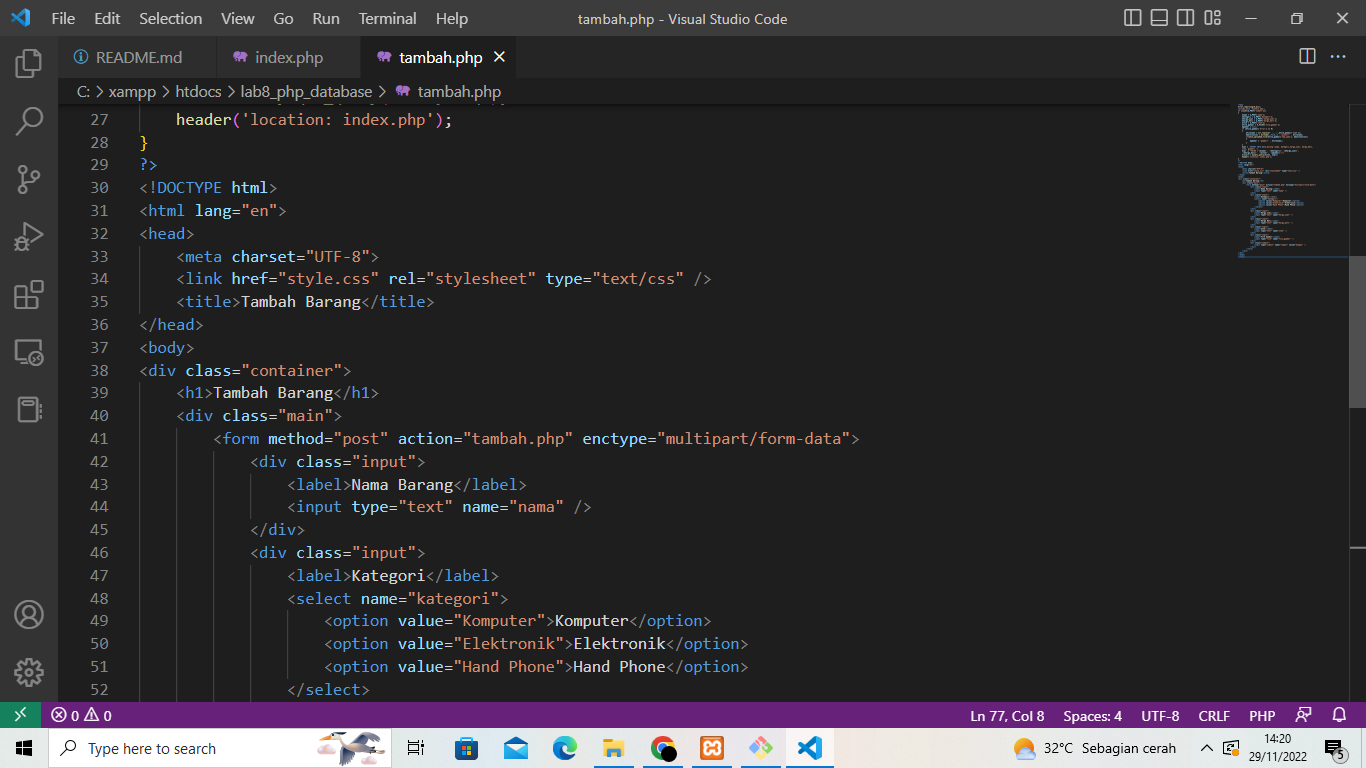 File Edit Selection View Go Run Terminal Help tambah.php - Visual Studio Code
README.md index.php tambah.php
C: > xampp > htdocs > lab8_php_database > tambah.php
27 header('location: index.php');
28 }
29 ?>
30 <!DOCTYPE html>
31 <html lang="en">
32 <head>
33 <meta charset="UTF-8">
34 <link href="style.css" rel="stylesheet" type="text/css" />
35 <title>Tambah Barang</title>
36 </head>
37 <body>
38 <div class="container">
39 <h1>Tambah Barang</h1>
40 <div class="main">
41 <form method="post" action="tambah.php" enctype="multipart/form-data">
42 <div class="input">
43 <label>Nama Barang</label>
44 <input type="text" name="nama" />
45 </div>
46 <div class="input">
47 <label>Kategori</label>
48 <select name="kategori">
49 <option value="Komputer">Komputer</option>
50 <option value="Elektronik">Elektronik</option>
51 <option value="Hand Phone">Hand Phone</option>
52 </select>
0 0 Ln 77, Col 8 Spaces: 4 UTF-8 CRLF PHP
Type here to search 32°C Sebagian cerah 14:20
29/11/2022 5